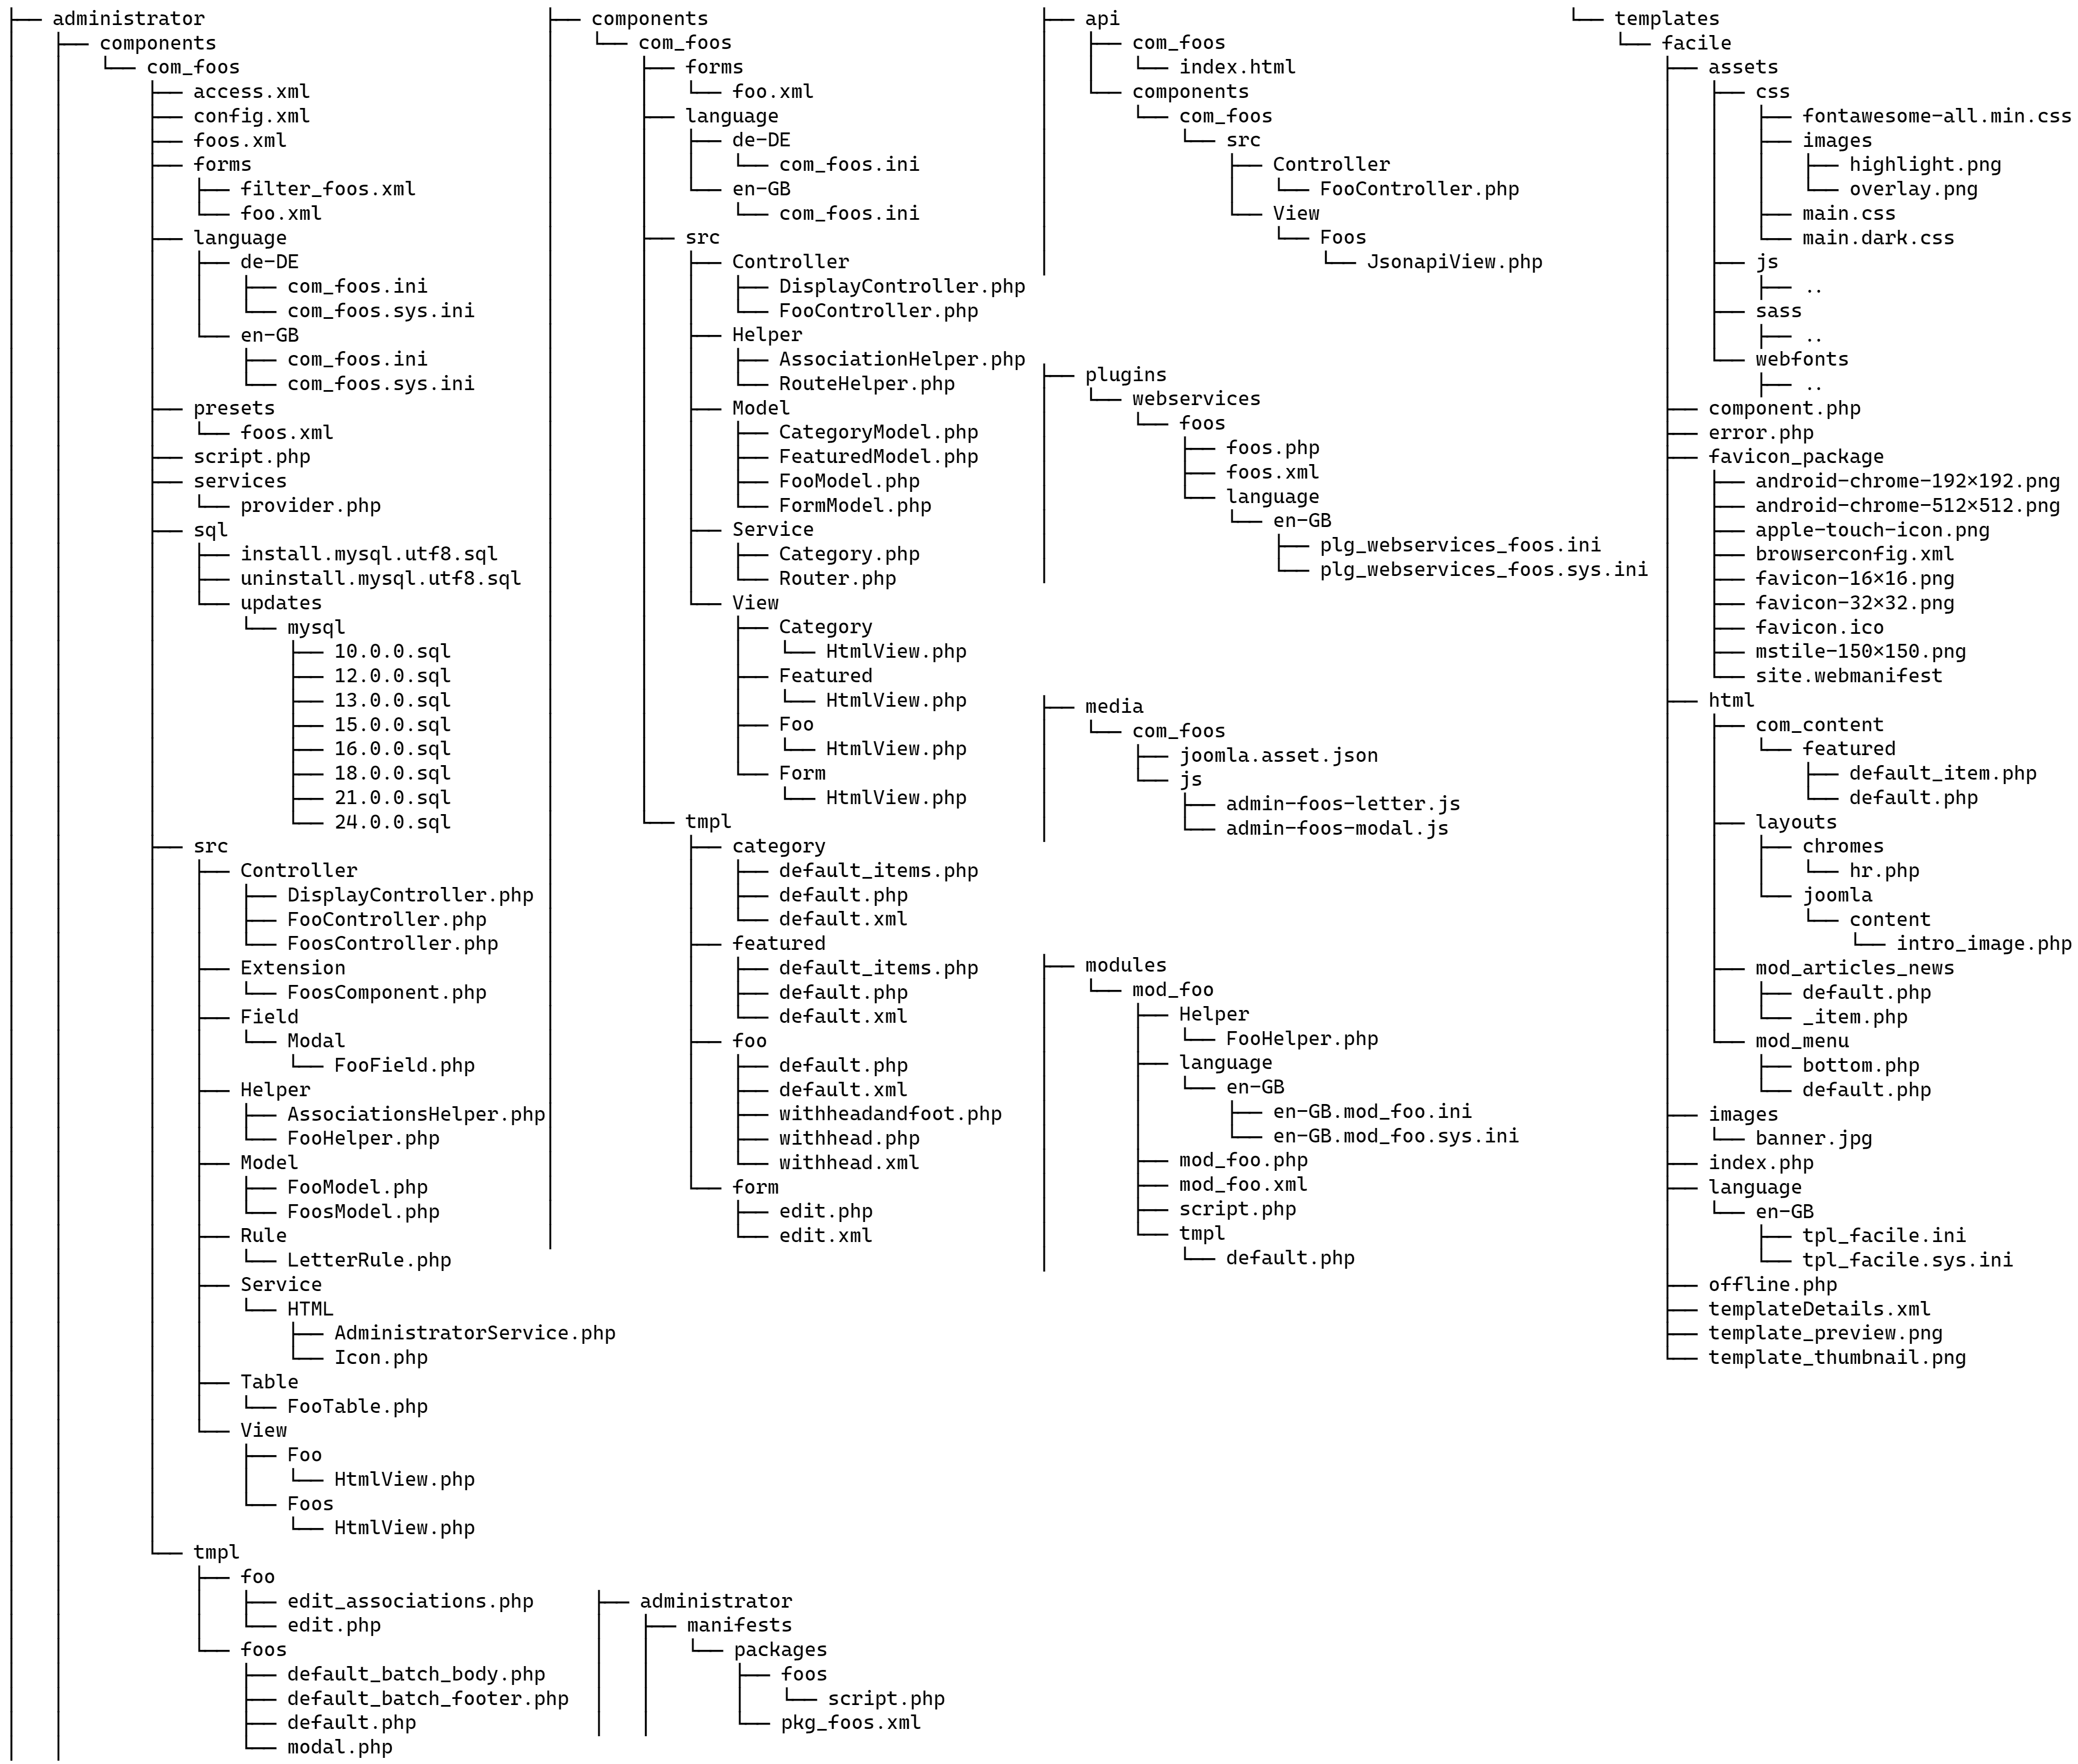 ├── administrator
│   ├── components
│   │   └── com_foos
│   │       ├── access.xml
│   │       ├── config.xml
│   │       ├── foos.xml
│   │       ├── forms
│   │       │   ├── filter_foos.xml
│   │       │   └── foo.xml
│   │       ├── language
│   │       │   ├── de-DE
│   │       │   │   ├── com_foos.ini
│   │       │   │   └── com_foos.sys.ini
│   │       │   └── en-GB
│   │       │       ├── com_foos.ini
│   │       │       └── com_foos.sys.ini
│   │       ├── presets
│   │       │   └── foos.xml
│   │       ├── script.php
│   │       ├── services
│   │       │   └── provider.php
│   │       ├── sql
│   │       │   ├── install.mysql.utf8.sql
│   │       │   ├── uninstall.mysql.utf8.sql
│   │       │   └── updates
│   │       │       └── mysql
│   │       │           ├── 10.0.0.sql
│   │       │           ├── 12.0.0.sql
│   │       │           ├── 13.0.0.sql
│   │       │           ├── 15.0.0.sql
│   │       │           ├── 16.0.0.sql
│   │       │           ├── 18.0.0.sql
│   │       │           ├── 21.0.0.sql
│   │       │           └── 24.0.0.sql
│   │       ├── src
│   │       │   ├── Controller
│   │       │   │   ├── DisplayController.php
│   │       │   │   ├── FooController.php
│   │       │   │   └── FoosController.php
│   │       │   ├── Extension
│   │       │   │   └── FoosComponent.php
│   │       │   ├── Field
│   │       │   │   └── Modal
│   │       │   │       └── FooField.php
│   │       │   ├── Helper
│   │       │   │   ├── AssociationsHelper.php
│   │       │   │   └── FooHelper.php
│   │       │   ├── Model
│   │       │   │   ├── FooModel.php
│   │       │   │   └── FoosModel.php
│   │       │   ├── Rule
│   │       │   │   └── LetterRule.php
│   │       │   ├── Service
│   │       │   │   └── HTML
│   │       │   │       ├── AdministratorService.php
│   │       │   │       └── Icon.php
│   │       │   ├── Table
│   │       │   │   └── FooTable.php
│   │       │   └── View
│   │       │       ├── Foo
│   │       │       │   └── HtmlView.php
│   │       │       └── Foos
│   │       │           └── HtmlView.php
│   │       └── tmpl
│   │           ├── foo
│   │           │   ├── edit_associations.php
│   │           │   └── edit.php
│   │           └── foos
│   │               ├── default_batch_body.php
│   │               ├── default_batch_footer.php
│   │               ├── default.php
│   │               └── modal.php
├── components
│   └── com_foos
│       ├── forms
│       │   └── foo.xml
│       ├── language
│       │   ├── de-DE
│       │   │   └── com_foos.ini
│       │   └── en-GB
│       │       └── com_foos.ini
│       ├── src
│       │   ├── Controller
│       │   │   ├── DisplayController.php
│       │   │   └── FooController.php
│       │   ├── Helper
│       │   │   ├── AssociationHelper.php
│       │   │   └── RouteHelper.php
│       │   ├── Model
│       │   │   ├── CategoryModel.php
│       │   │   ├── FeaturedModel.php
│       │   │   ├── FooModel.php
│       │   │   └── FormModel.php
│       │   ├── Service
│       │   │   ├── Category.php
│       │   │   └── Router.php
│       │   └── View
│       │       ├── Category
│       │       │   └── HtmlView.php
│       │       ├── Featured
│       │       │   └── HtmlView.php
│       │       ├── Foo
│       │       │   └── HtmlView.php
│       │       └── Form
│       │           └── HtmlView.php
│       └── tmpl
│           ├── category
│           │   ├── default_items.php
│           │   ├── default.php
│           │   └── default.xml
│           ├── featured
│           │   ├── default_items.php
│           │   ├── default.php
│           │   └── default.xml
│           ├── foo
│           │   ├── default.php
│           │   ├── default.xml
│           │   ├── withheadandfoot.php
│           │   ├── withhead.php
│           │   └── withhead.xml
│           └── form
│               ├── edit.php
│               └── edit.xml
├── administrator
│   ├── manifests
│   │   └── packages
│   │       ├── foos
│   │       │   └── script.php
│   │       └── pkg_foos.xml
├── api
│   ├── com_foos
│   │   └── index.html
│   └── components
│       └── com_foos
│           └── src
│               ├── Controller
│               │   └── FooController.php
│               └── View
│                   └── Foos
│                       └── JsonapiView.php
├── plugins
│   └── webservices
│       └── foos
│           ├── foos.php
│           ├── foos.xml
│           └── language
│               └── en-GB
│                   ├── plg_webservices_foos.ini
│                   └── plg_webservices_foos.sys.ini
├── media
│   └── com_foos
│       ├── joomla.asset.json
│       └── js
│           ├── admin-foos-letter.js
│           └── admin-foos-modal.js
├── modules
│   └── mod_foo
│       ├── Helper
│       │   └── FooHelper.php
│       ├── language
│       │   └── en-GB
│       │       ├── en-GB.mod_foo.ini
│       │       └── en-GB.mod_foo.sys.ini
│       ├── mod_foo.php
│       ├── mod_foo.xml
│       ├── script.php
│       └── tmpl
│           └── default.php
└── templates
    └── facile
        ├── assets
        │   ├── css
        │   │   ├── fontawesome-all.min.css
        │   │   ├── images
        │   │   │   ├── highlight.png
        │   │   │   └── overlay.png
        │   │   ├── main.css
        │   │   └── main.dark.css
        │   ├── js
        │   │   ├── ..
        │   ├── sass
        │   │   ├── ..
        │   └── webfonts
        │       ├── ..
        ├── component.php
        ├── error.php
        ├── favicon_package
        │   ├── android-chrome-192×192.png
        │   ├── android-chrome-512×512.png
        │   ├── apple-touch-icon.png
        │   ├── browserconfig.xml
        │   ├── favicon-16×16.png
        │   ├── favicon-32×32.png
        │   ├── favicon.ico
        │   ├── mstile-150×150.png
        │   └── site.webmanifest
        ├── html
        │   ├── com_content
        │   │   └── featured
        │   │       ├── default_item.php
        │   │       └── default.php
        │   ├── layouts
        │   │   ├── chromes
        │   │   │   └── hr.php
        │   │   └── joomla
        │   │       └── content
        │   │           └── intro_image.php
        │   ├── mod_articles_news
        │   │   ├── default.php
        │   │   └── _item.php
        │   └── mod_menu
        │       ├── bottom.php
        │       └── default.php
        ├── images
        │   └── banner.jpg
        ├── index.php
        ├── language
        │   └── en-GB
        │       ├── tpl_facile.ini
        │       └── tpl_facile.sys.ini
        ├── offline.php
        ├── templateDetails.xml
        ├── template_preview.png
        └── template_thumbnail.png